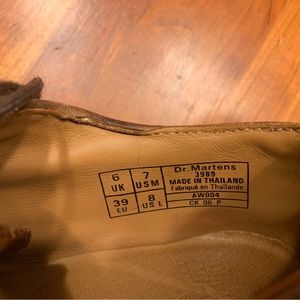 6 UK
7 USM
39 EU
8 US L
Dr. Martens
3989
MADE IN THAILAND
Fabriqué en Thaïlande
AW004
CK 06 P